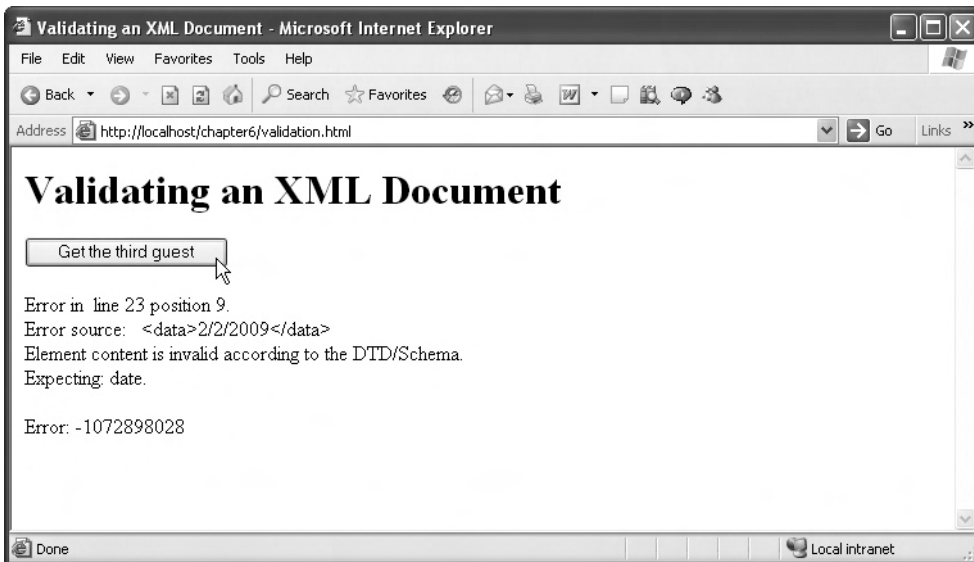 Validating an XML Document - Microsoft Internet Explorer
File Edit View Favorites Tools Help
Back Search Favorites
Address http://localhost/chapter6/validation.html Go Links »
Validating an XML Document
Get the third guest
Error in line 23 position 9.
Error source: <data>2/2/2009</data>
Element content is invalid according to the DTD/Schema.
Expecting: date.
Error: -1072898028
Done Local intranet